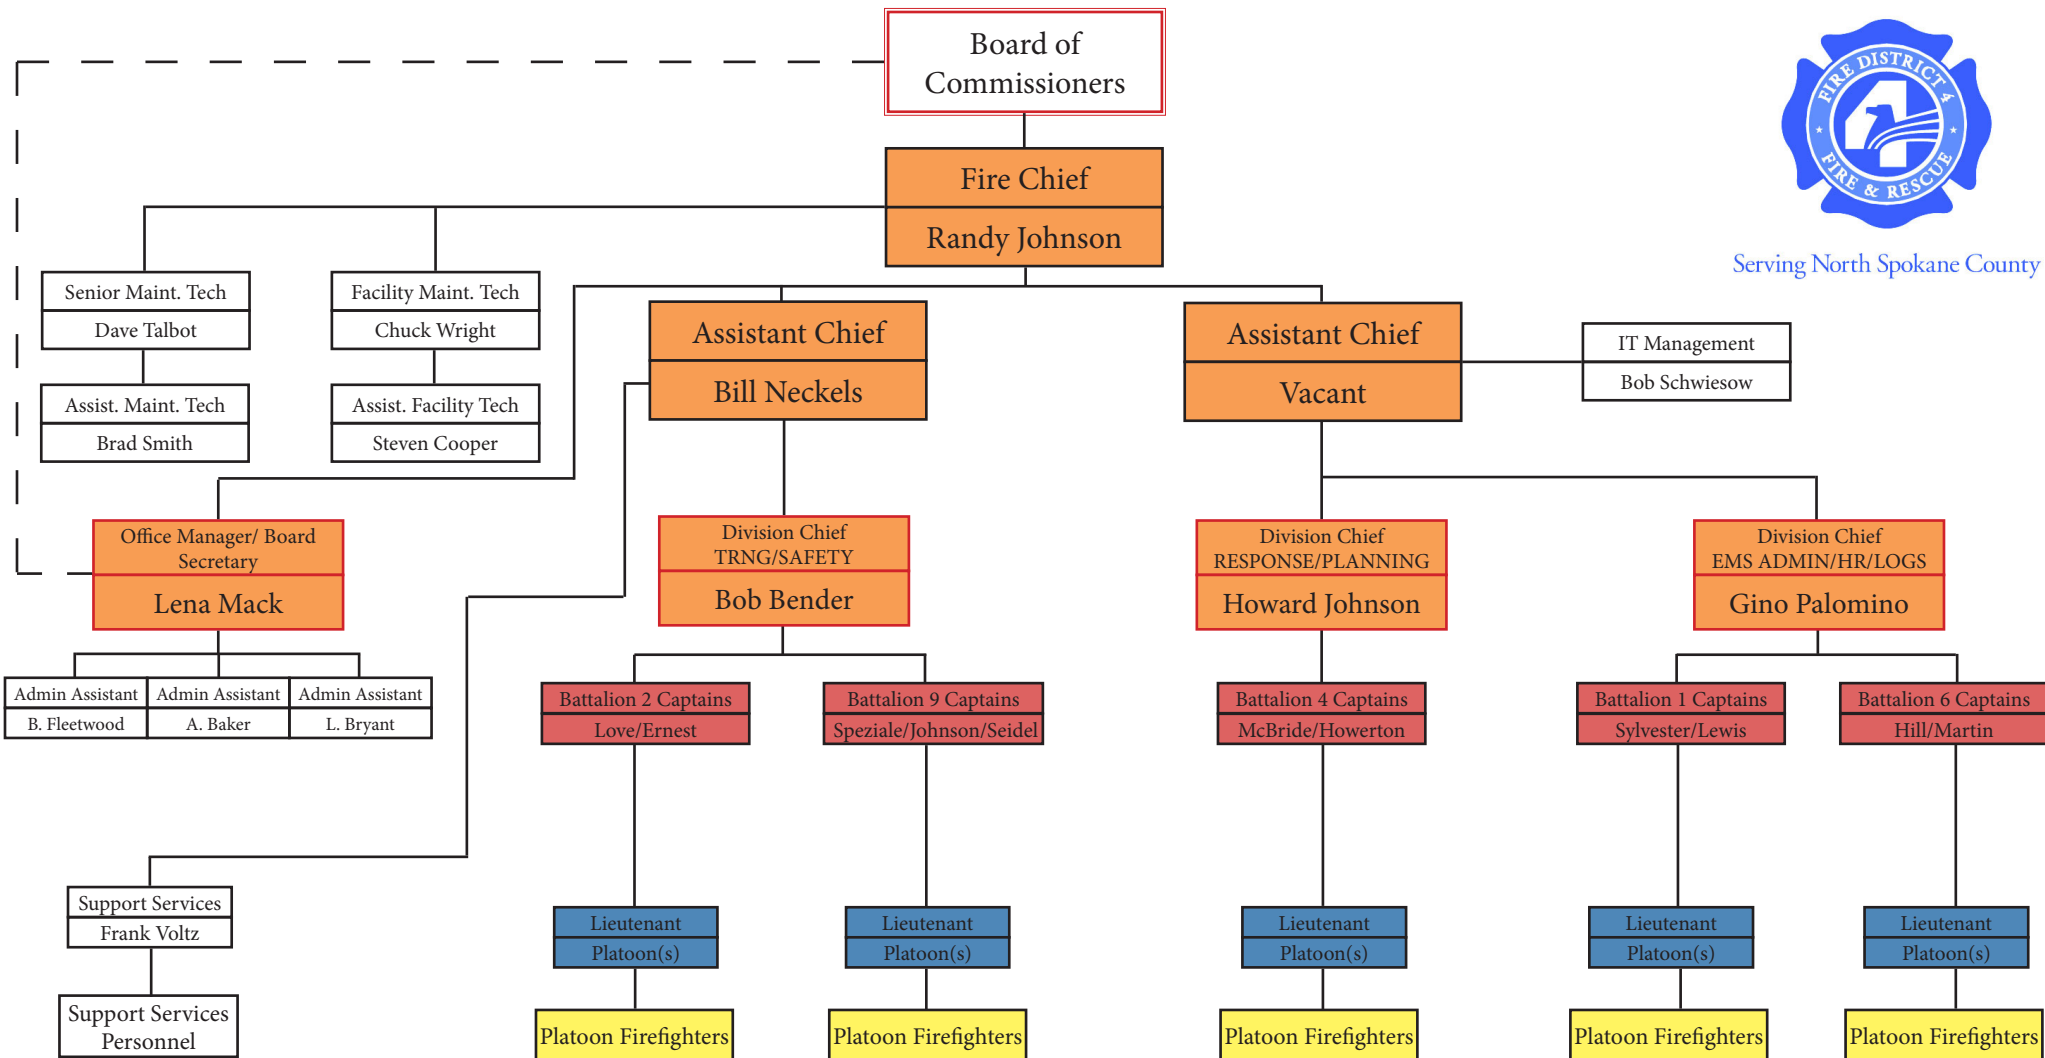 Board of
Commissioners
FIRE DISTRICT 4
FIRE & RESCUE
Serving North Spokane County
Fire Chief
Randy Johnson
Senior Maint. Tech
Dave Talbot
Facility Maint. Tech
Chuck Wright
Assist. Maint. Tech
Brad Smith
Assist. Facility Tech
Steven Cooper
Assistant Chief
Bill Neckels
Assistant Chief
Vacant
IT Management
Bob Schwiesow
Office Manager/ Board
Secretary
Lena Mack
Division Chief
TRNG/SAFETY
Bob Bender
Division Chief
RESPONSE/PLANNING
Howard Johnson
Division Chief
EMS ADMIN/HR/LOGS
Gino Palomino
Admin Assistant
B. Fleetwood
Admin Assistant
A. Baker
Admin Assistant
L. Bryant
Battalion 2 Captains
Love/Ernest
Battalion 9 Captains
Speziale/Johnson/Seidel
Battalion 4 Captains
McBride/Howerton
Battalion 1 Captains
Sylvester/Lewis
Battalion 6 Captains
Hill/Martin
Support Services
Frank Voltz
Lieutenant
Platoon(s)
Lieutenant
Platoon(s)
Lieutenant
Platoon(s)
Lieutenant
Platoon(s)
Lieutenant
Platoon(s)
Support Services
Personnel
Platoon Firefighters
Platoon Firefighters
Platoon Firefighters
Platoon Firefighters
Platoon Firefighters